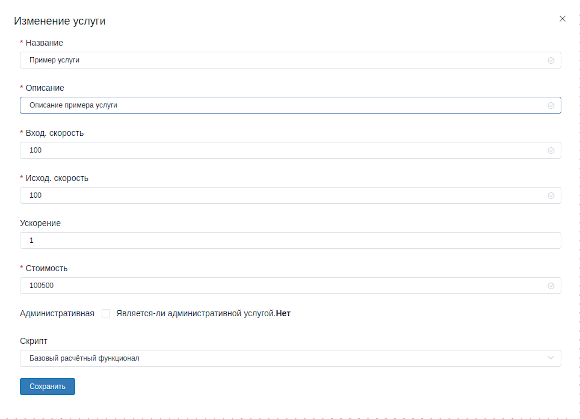 Изменение услуги
* Название
Пример услуги
* Описание
Описание примера услуги
* Вход. скорость
100
* Исход. скорость
100
Ускорение
1
* Стоимость
100500
Административная Является-ли административной услугой.Нет
Скрипт
Базовый расчётный функционал
Сохранить